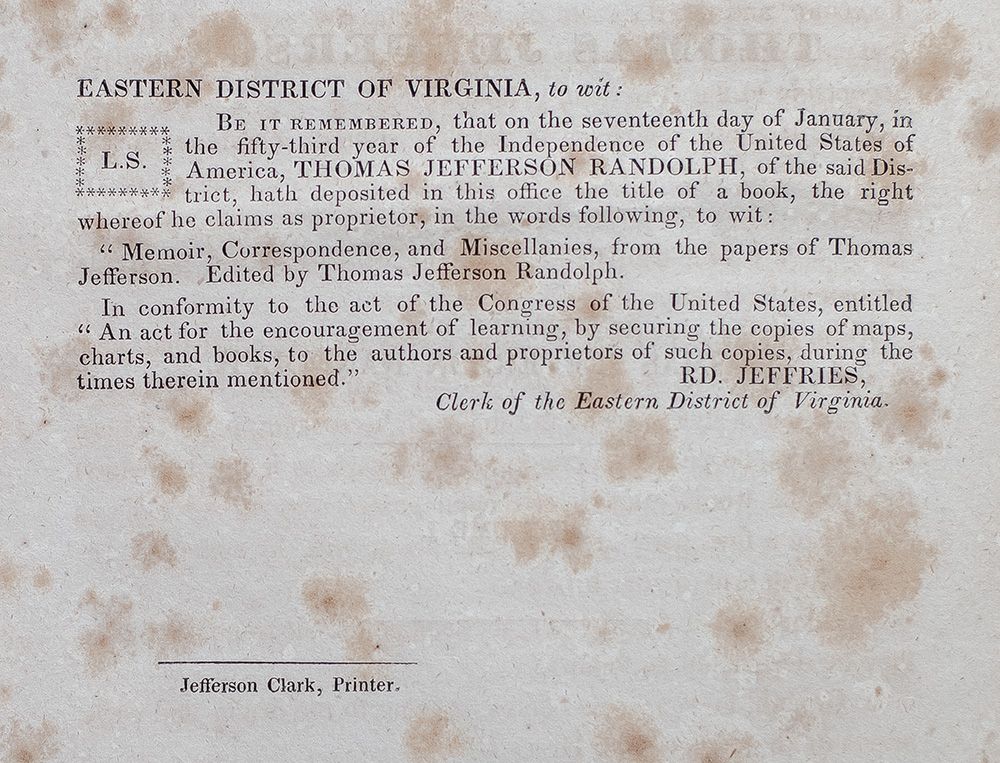 EASTERN DISTRICT OF VIRGINIA, to wit:
BE IT REMEMBERED, that on the seventeenth day of January, in
*********
L.S.
*********
the fifty-third year of the Independence of the United States of
America, THOMAS JEFFERSON RANDOLPH, of the said Dis-
trict, hath deposited in this office the title of a book, the right
whereof he claims as proprietor, in the words following, to wit:
“ Memoir, Correspondence, and Miscellanies, from the papers of Thomas
Jefferson. Edited by Thomas Jefferson Randolph.
In conformity to the act of the Congress of the United States, entitled
“ An act for the encouragement of learning, by securing the copies of maps,
charts, and books, to the authors and proprietors of such copies, during the
times therein mentioned.” RD. JEFFRIES,
Clerk of the Eastern District of Virginia.
Jefferson Clark, Printer.